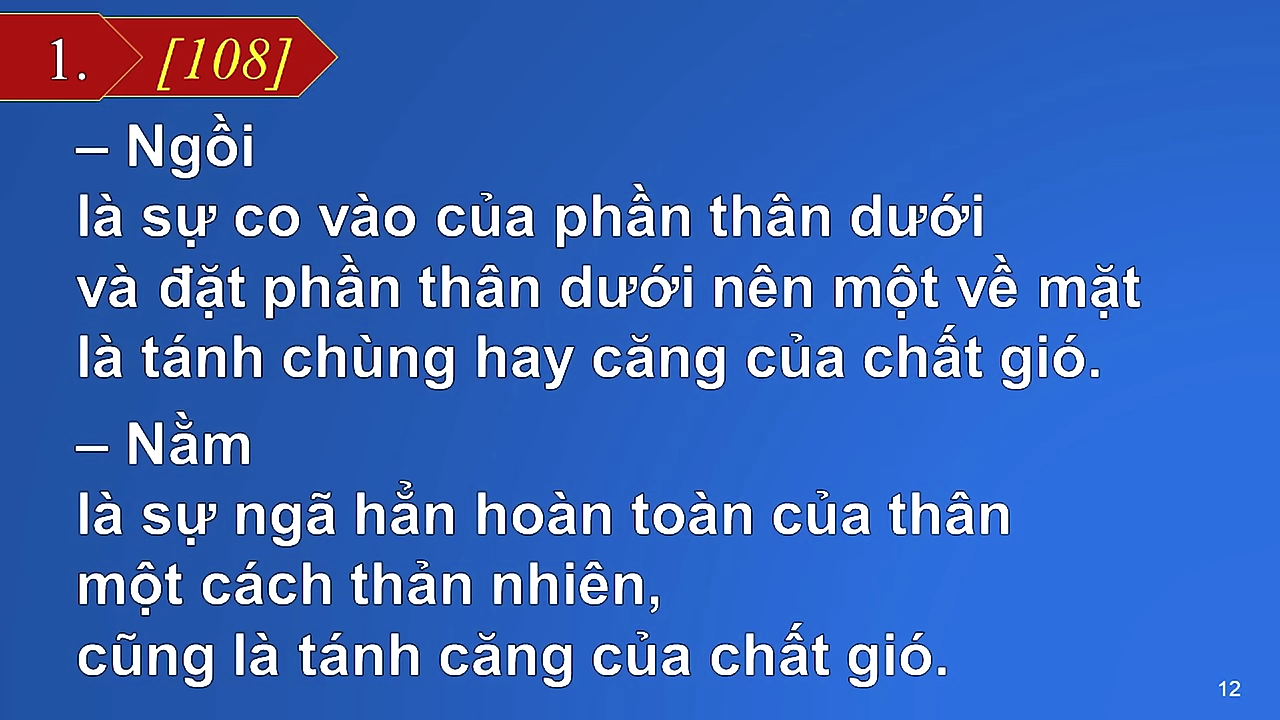 1. [108]
– Ngồi
là sự co vào của phần thân dưới
và đặt phần thân dưới nên một về mặt
là tánh chùng hay căng của chất gió.
– Nằm
là sự ngã hẳn hoàn toàn của thân
một cách thản nhiên,
cũng là tánh căng của chất gió.
12